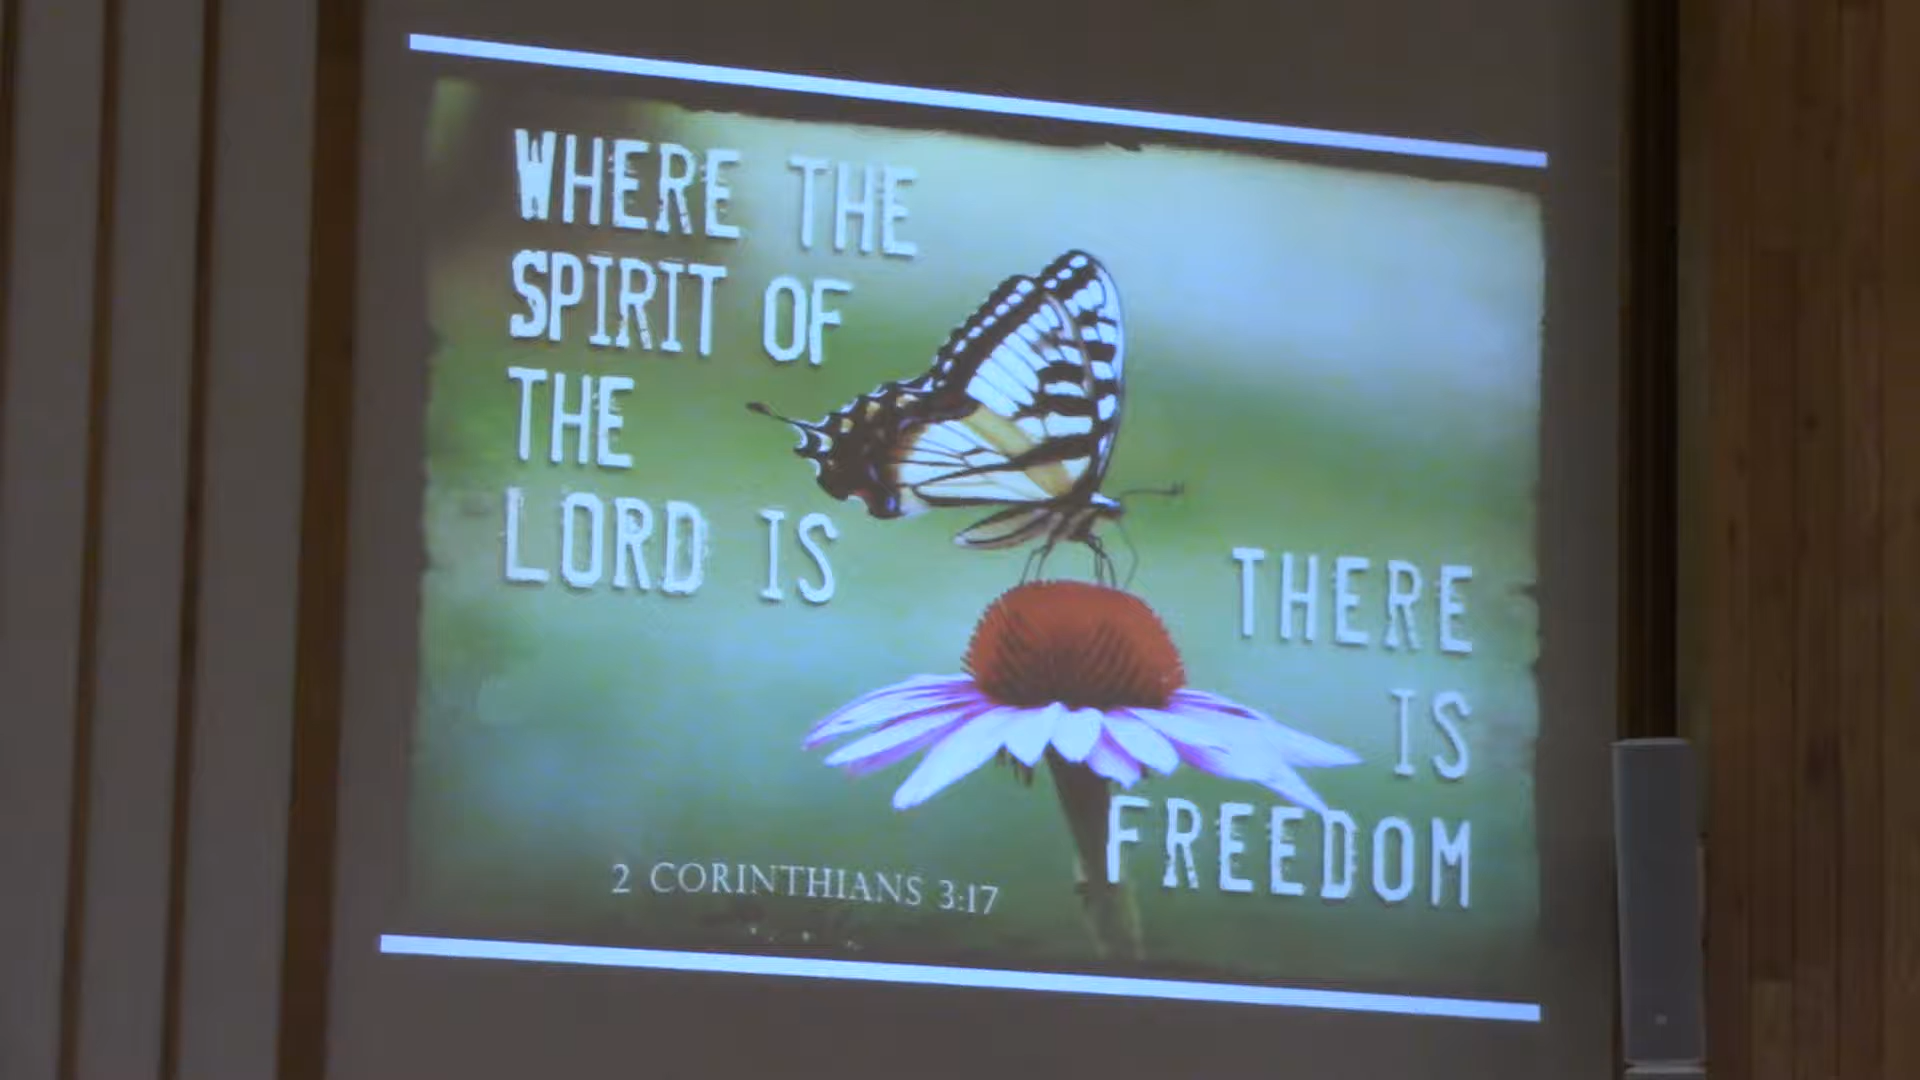 WHERE THE
SPIRIT OF
THE
LORD IS
THERE
IS
FREEDOM
2 CORINTHIANS 3:17